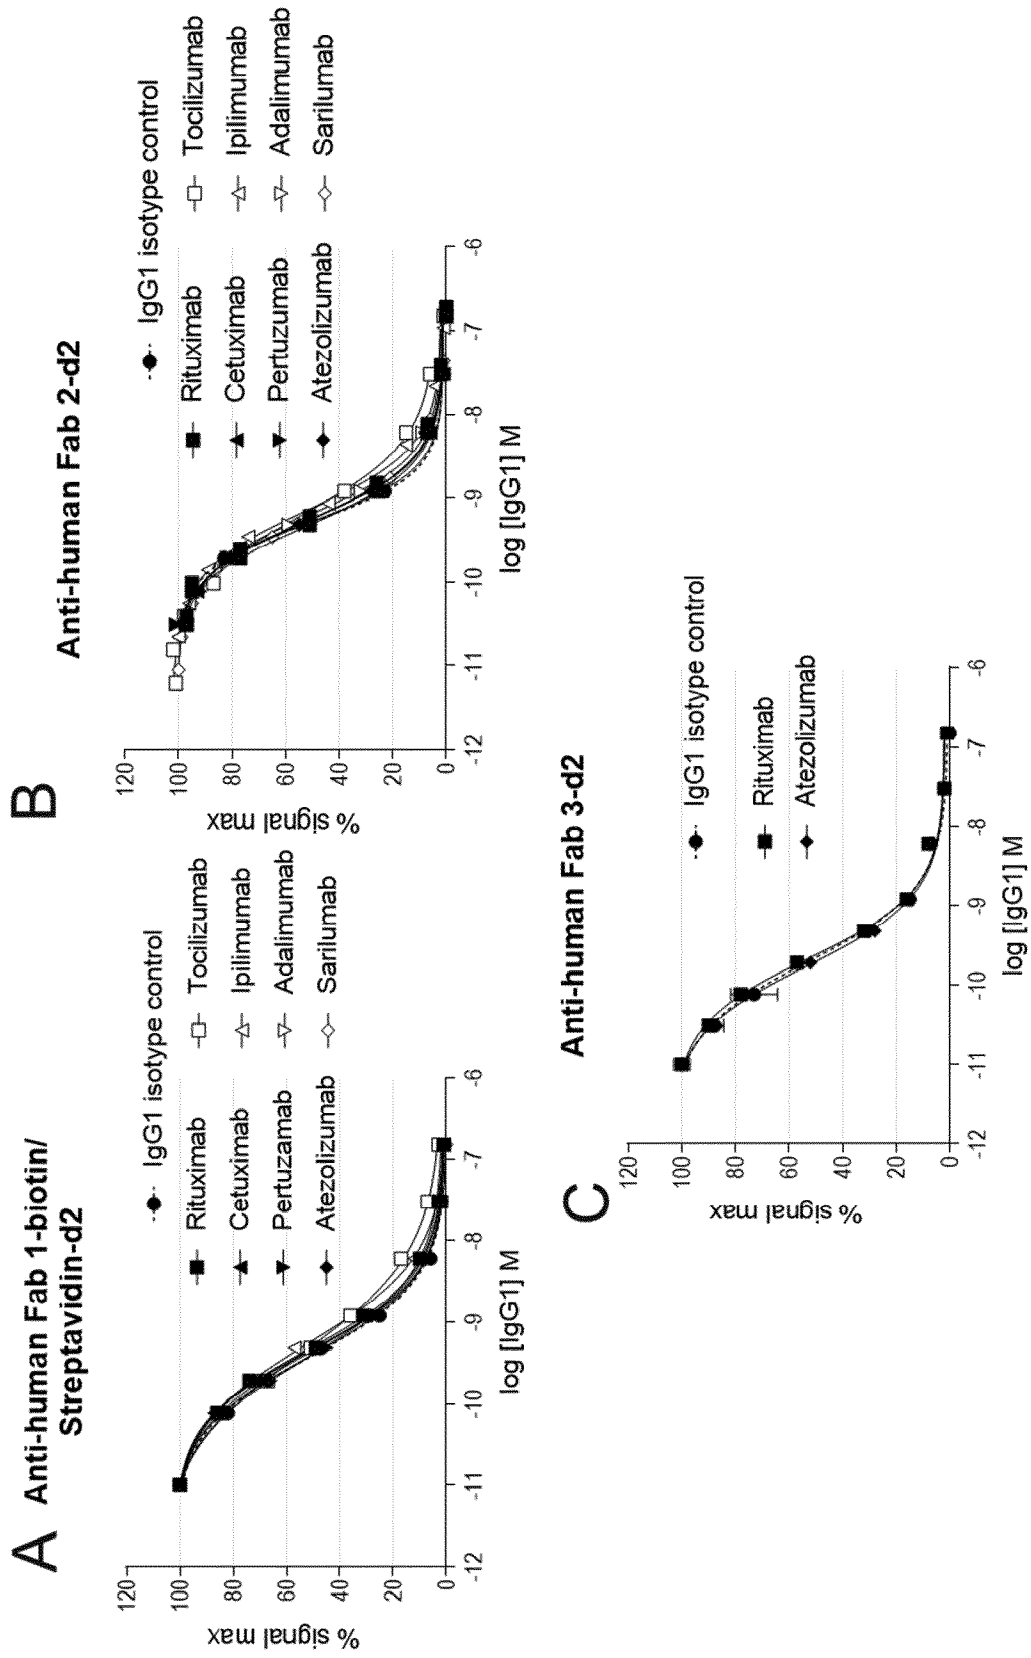 A
Anti-human Fab 1-biotin/
Streptavidin-d2
IgG1 isotype control
Rituximab
Tocilizumab
Cetuximab
Ipilimumab
Pertuzamab
Adalimumab
Atezolizumab
Sarilumab
% signal max
120
100
80
60
40
20
0
-12
-11
-10
-9
-8
-7
-6
log [IgG1] M
B
Anti-human Fab 2-d2
IgG1 isotype control
Rituximab
Tocilizumab
Cetuximab
Ipilimumab
Pertuzumab
Adalimumab
Atezolizumab
Sarilumab
% signal max
120
100
80
60
40
20
0
-12
-11
-10
-9
-8
-7
-6
log [IgG1] M
C
Anti-human Fab 3-d2
IgG1 isotype control
Rituximab
Atezolizumab
% signal max
120
100
80
60
40
20
0
-12
-11
-10
-9
-8
-7
-6
log [IgG1] M